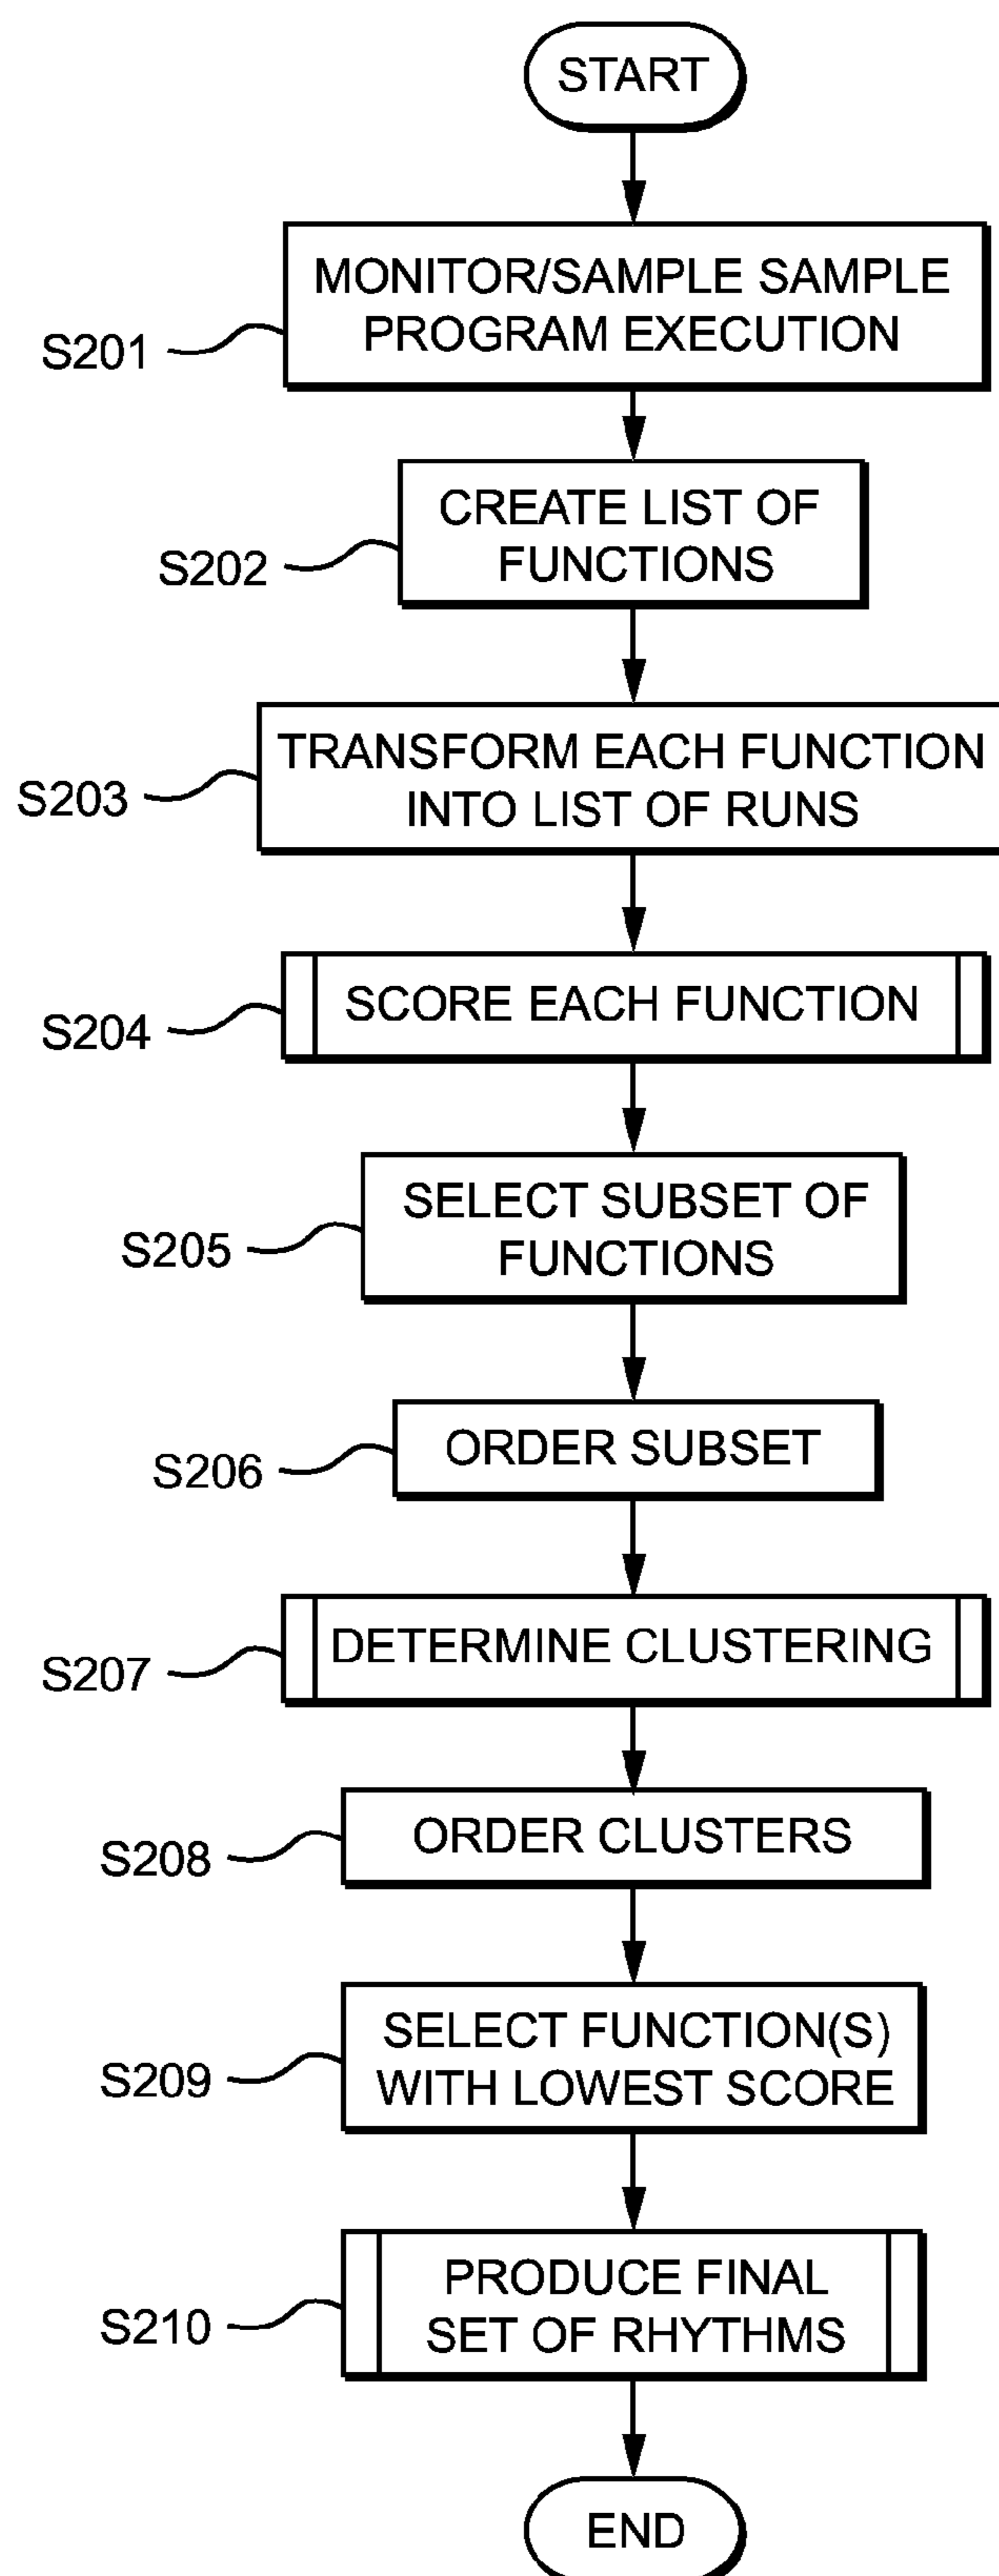 START
MONITOR/SAMPLE SAMPLE
PROGRAM EXECUTION
S201
CREATE LIST OF
FUNCTIONS
S202
TRANSFORM EACH FUNCTION
INTO LIST OF RUNS
S203
SCORE EACH FUNCTION
S204
SELECT SUBSET OF
FUNCTIONS
S205
ORDER SUBSET
S206
DETERMINE CLUSTERING
S207
ORDER CLUSTERS
S208
SELECT FUNCTION(S)
WITH LOWEST SCORE
S209
PRODUCE FINAL
SET OF RHYTHMS
S210
END